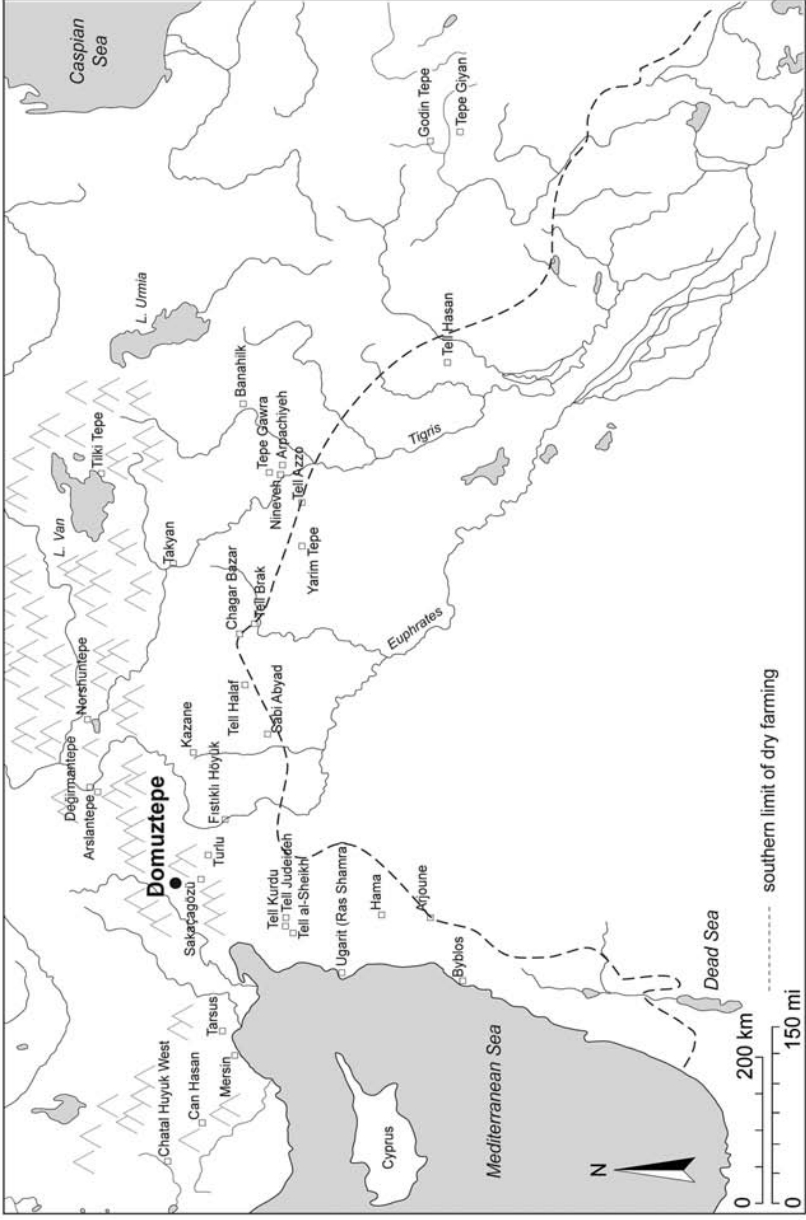 Caspian
Sea
L. Urmia
L. Van
Tilki Tepe
Norshuntepe
Değirmantepe
Arslantepe
Takyan
Domuztepe
Chatal Huyuk West
Can Hasan
Tarsus
Mersin
Sakaçagözü
Turlu
Fıstıklı Höyük
Kazane
Banahilk
Chagar Bazar
Tell Brak
Tell Halaf
Sabi Abyad
Tepe Gawra
Nineveh
Arpachiyeh
Tell Azzo
Yarim Tepe
Tell Kurdu
Tell Judeideh
Tell al-Sheikh
Ugarit (Ras Shamra)
Hama
Arjoune
Byblos
Tigris
Euphrates
Tell Hasan
Godin Tepe
Tepe Giyan
Cyprus
Mediterranean Sea
Dead Sea
N
0 200 km
0 150 mi
southern limit of dry farming